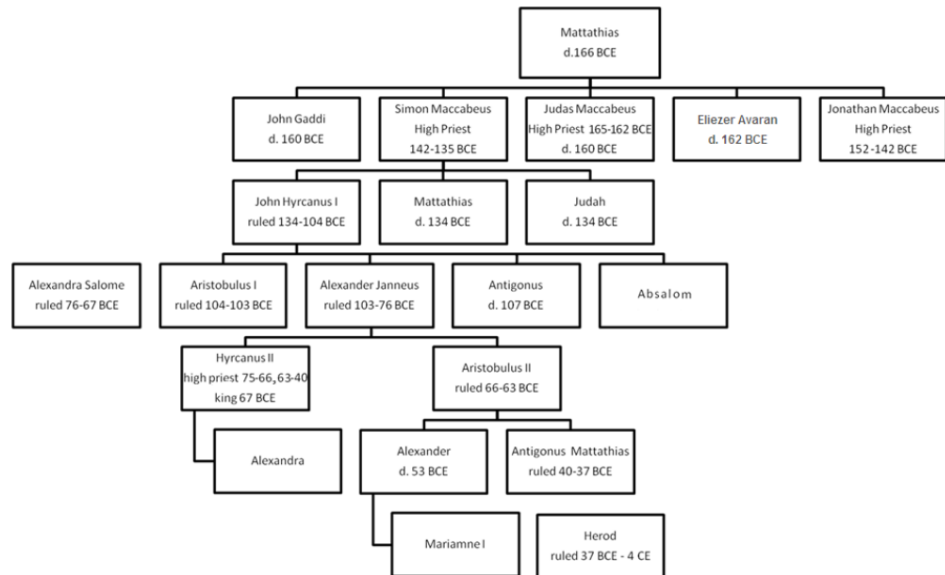 Mattathias
d.166 BCE
John Gaddi
d. 160 BCE
Simon Maccabeus
High Priest
142-135 BCE
Judas Maccabeus
High Priest 165-162 BCE
d. 160 BCE
Eliezer Avaran
d. 162 BCE
Jonathan Maccabeus
High Priest
152-142 BCE
John Hyrcanus I
ruled 134-104 BCE
Mattathias
d. 134 BCE
Judah
d. 134 BCE
Alexandra Salome
ruled 76-67 BCE
Aristobulus I
ruled 104-103 BCE
Alexander Janneus
ruled 103-76 BCE
Antigonus
d. 107 BCE
Absalom
Hyrcanus II
high priest 75-66, 63-40
king 67 BCE
Aristobulus II
ruled 66-63 BCE
Alexandra
Alexander
d. 53 BCE
Antigonus Mattathias
ruled 40-37 BCE
Mariamne I
Herod
ruled 37 BCE - 4 CE